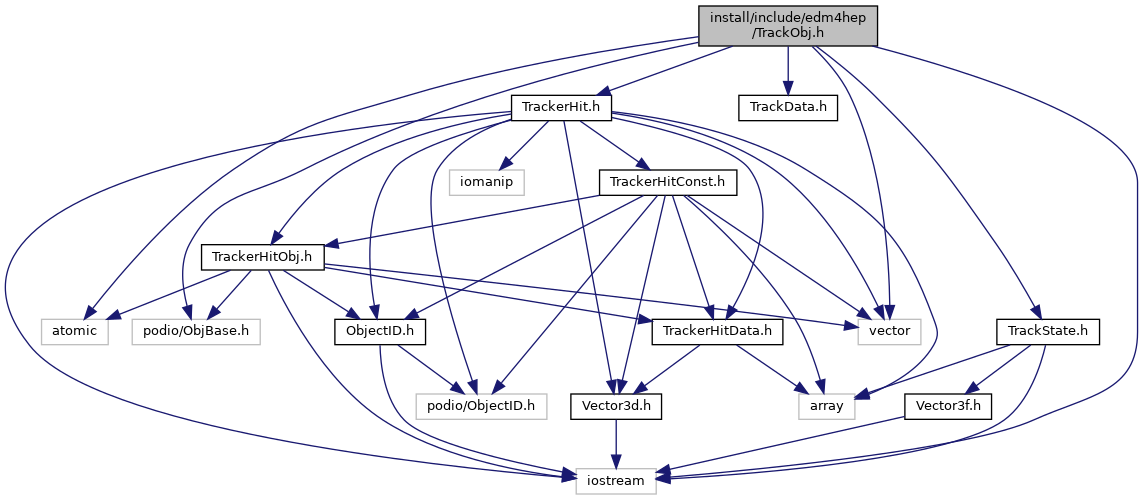 install/include/edm4hep
/TrackObj.h
TrackerHit.h
TrackData.h
iomanip
TrackerHitConst.h
TrackerHitObj.h
atomic
podio/ObjBase.h
ObjectID.h
TrackerHitData.h
vector
TrackState.h
podio/ObjectID.h
Vector3d.h
array
Vector3f.h
iostream